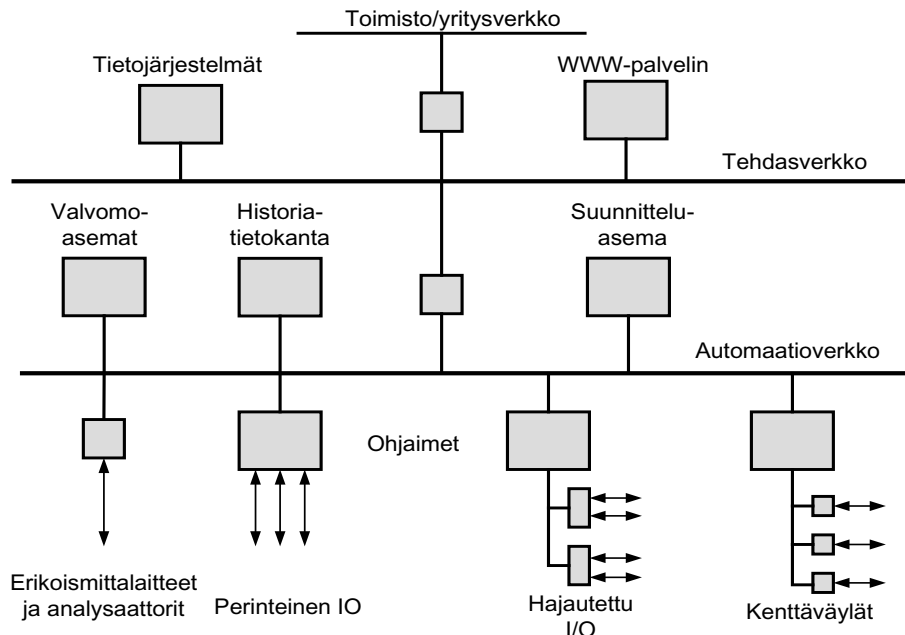 Toimisto/yritysverkko
Tietojärjestelmät
WWW-palvelin
Tehdasverkko
Valvomo-
asemat
Historia-
tietokanta
Suunnittelu-
asema
Automaatioverkko
Ohjaimet
Erikoismittalaitteet
ja analysaattorit
Perinteinen IO
Hajautettu
I/O
Kenttäväylät